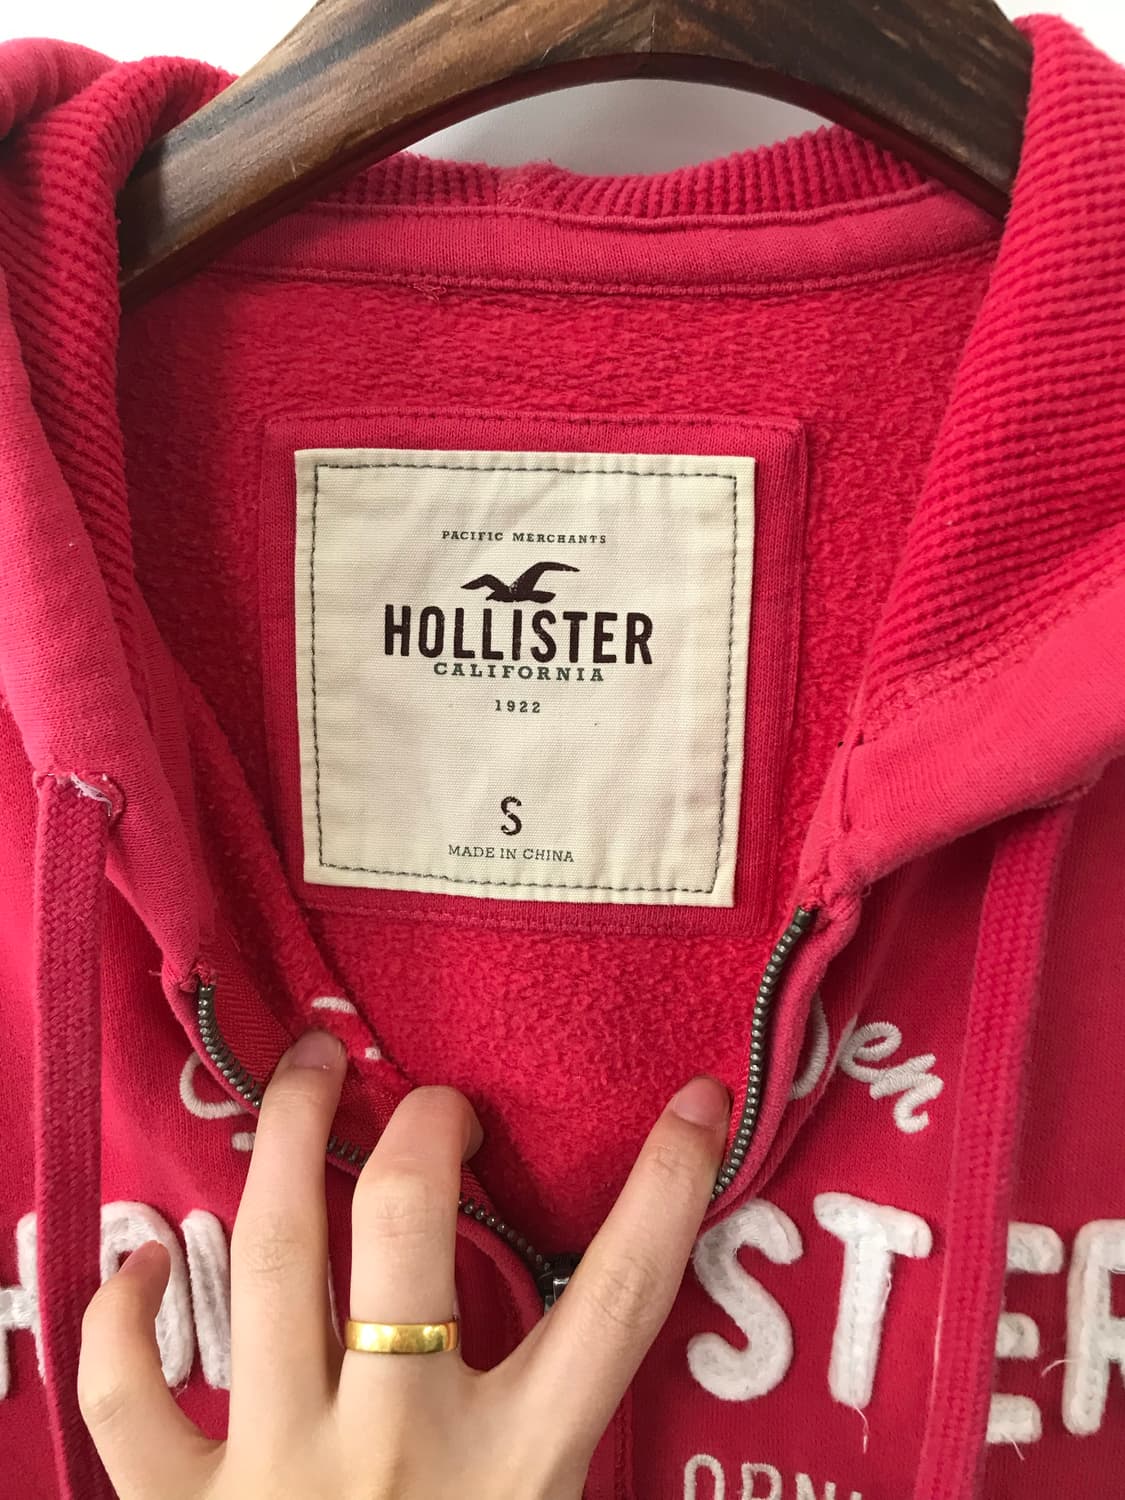 PACIFIC MERCHANTS
HOLLISTER
CALIFORNIA
1922
S
MADE IN CHINA
STER